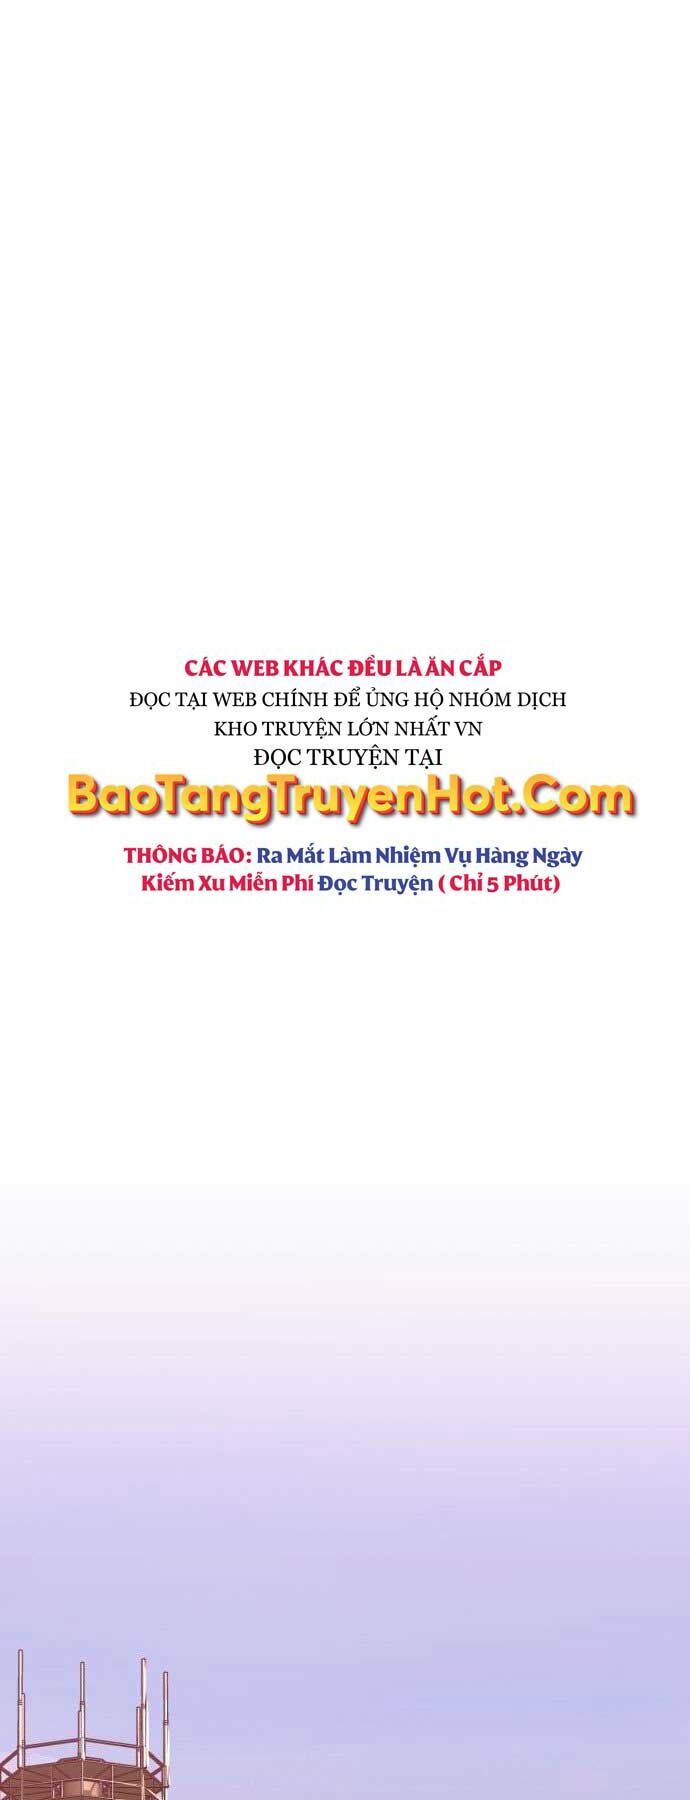 CÁC WEB KHÁC ĐỀU LÀ ĂN CẮP
ĐỌC TẠI WEB CHÍNH ĐỂ ỦNG HỘ NHÓM DỊCH
KHO TRUYỆN LỚN NHẤT VN
ĐỌC TRUYỆN TẠI
BaoTangTruyenHot.Com
THÔNG BÁO: Ra Mắt Làm Nhiệm Vụ Hàng Ngày
Kiếm Xu Miễn Phí Đọc Truyện ( Chỉ 5 Phút)